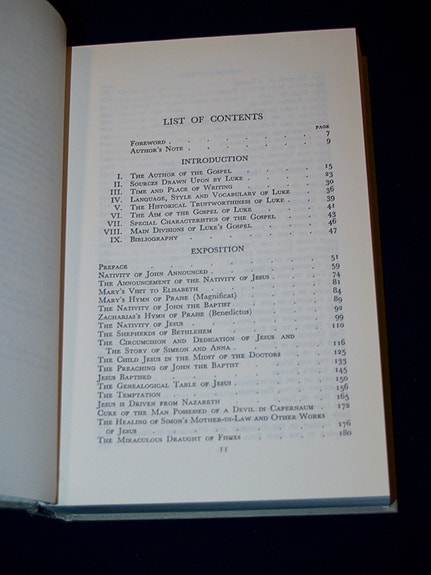 LIST OF CONTENTS
PAGE
FOREWORD . . . . . . . 7
AUTHOR'S NOTE . . . . . . . 9
INTRODUCTION
I. THE AUTHOR OF THE GOSPEL . . . . 15
II. SOURCES DRAWN UPON BY LUKE . . . . 23
III. TIME AND PLACE OF WRITING . . . . 30
IV. LANGUAGE, STYLE AND VOCABULARY OF LUKE . . 36
V. THE HISTORICAL TRUSTWORTHINESS OF LUKE . . 39
VI. THE AIM OF THE GOSPEL OF LUKE . . . 41
VII. SPECIAL CHARACTERISTICS OF THE GOSPEL . . 43
VIII. MAIN DIVISIONS OF LUKE'S GOSPEL . . . 46
IX. BIBLIOGRAPHY . . . . . . 47
EXPOSITION
PREFACE . . . . . . . . 51
NATIVITY OF JOHN ANNOUNCED . . . . . 59
THE ANNOUNCEMENT OF THE NATIVITY OF JESUS . . . 74
MARY'S VISIT TO ELISABETH . . . . . 81
MARY'S HYMN OF PRAISE (Magnificat) . . . . 84
THE NATIVITY OF JOHN THE BAPTIST . . . . 89
ZACHARIAS'S HYMN OF PRAISE (Benedictus) . . . 92
THE NATIVITY OF JESUS . . . . . . 99
THE SHEPHERDS OF BETHLEHEM . . . . . 110
THE CIRCUMCISION AND DEDICATION OF JESUS AND
THE STORY OF SIMEON AND ANNA . . . . 116
THE CHILD JESUS IN THE MIDST OF THE DOCTORS . . 125
THE PREACHING OF JOHN THE BAPTIST . . . . 133
JESUS BAPTISED . . . . . . . 145
THE GENEALOGICAL TABLE OF JESUS . . . . 150
THE TEMPTATION . . . . . . . 156
JESUS IS DRIVEN FROM NAZARETH . . . . 165
CURE OF THE MAN POSSESSED OF A DEVIL IN CAPERNAUM . 172
THE HEALING OF SIMON'S MOTHER-IN-LAW AND OTHER WORKS
OF JESUS . . . . . . . . 176
THE MIRACULOUS DRAUGHT OF FISHES . . . . 180
11